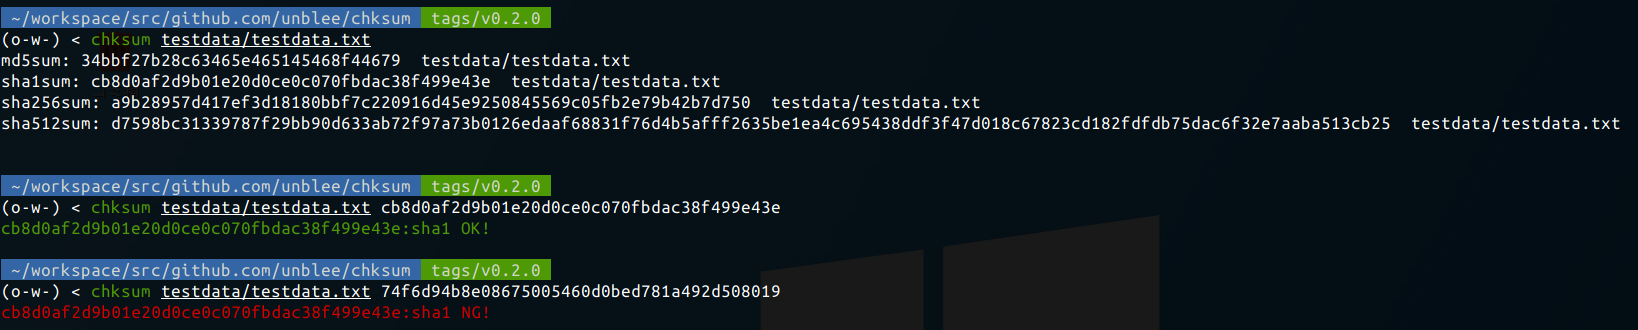 ~/workspace/src/github.com/unblee/chksum tags/v0.2.0
(o-w-) < chksum testdata/testdata.txt
md5sum: 34bbf27b28c63465e465145468f44679  testdata/testdata.txt
sha1sum: cb8d0af2d9b01e20d0ce0c070fbdac38f499e43e  testdata/testdata.txt
sha256sum: a9b28957d417ef3d18180bbf7c220916d45e9250845569c05fb2e79b42b7d750  testdata/testdata.txt
sha512sum: d7598bc31339787f29bb90d633ab72f97a73b0126edaaf68831f76d4b5afff2635be1ea4c695438ddf3f47d018c67823cd182fdfdb75dac6f32e7aaba513cb25  testdata/testdata.txt
~/workspace/src/github.com/unblee/chksum tags/v0.2.0
(o-w-) < chksum testdata/testdata.txt cb8d0af2d9b01e20d0ce0c070fbdac38f499e43e
cb8d0af2d9b01e20d0ce0c070fbdac38f499e43e:sha1 OK!
~/workspace/src/github.com/unblee/chksum tags/v0.2.0
(o-w-) < chksum testdata/testdata.txt 74f6d94b8e08675005460d0bed781a492d508019
cb8d0af2d9b01e20d0ce0c070fbdac38f499e43e:sha1 NG!